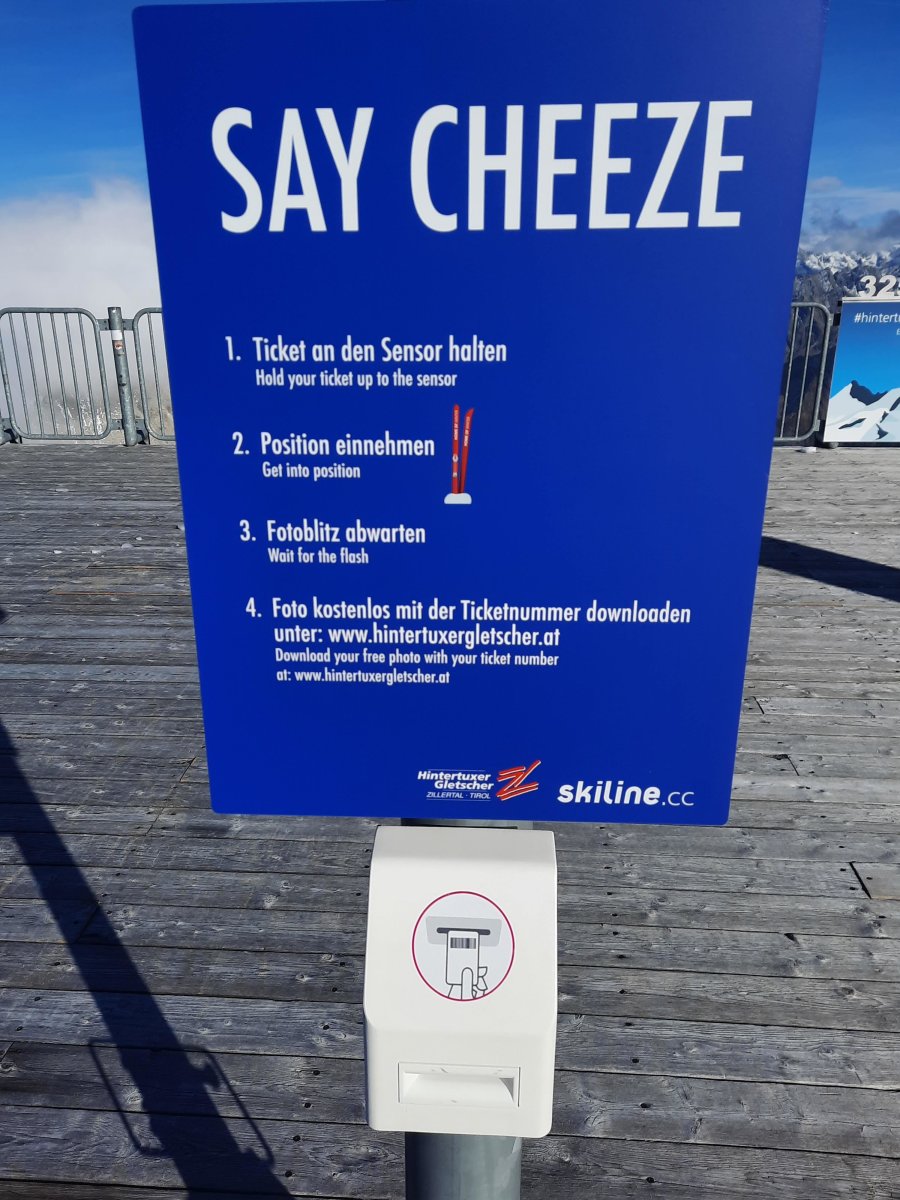 SAY CHEEZE
1. Ticket an den Sensor halten
Hold your ticket up to the sensor
2. Position einnehmen
Get into position
3. Fotoblitz abwarten
Wait for the flash
4. Foto kostenlos mit der Ticketnummer downloaden
unter: www.hintertuxergletscher.at
Download your free photo with your ticket number
at: www.hintertuxergletscher.at
Hintertuxer
Gletscher
ZILLERTAL · TIROL
skiline.cc